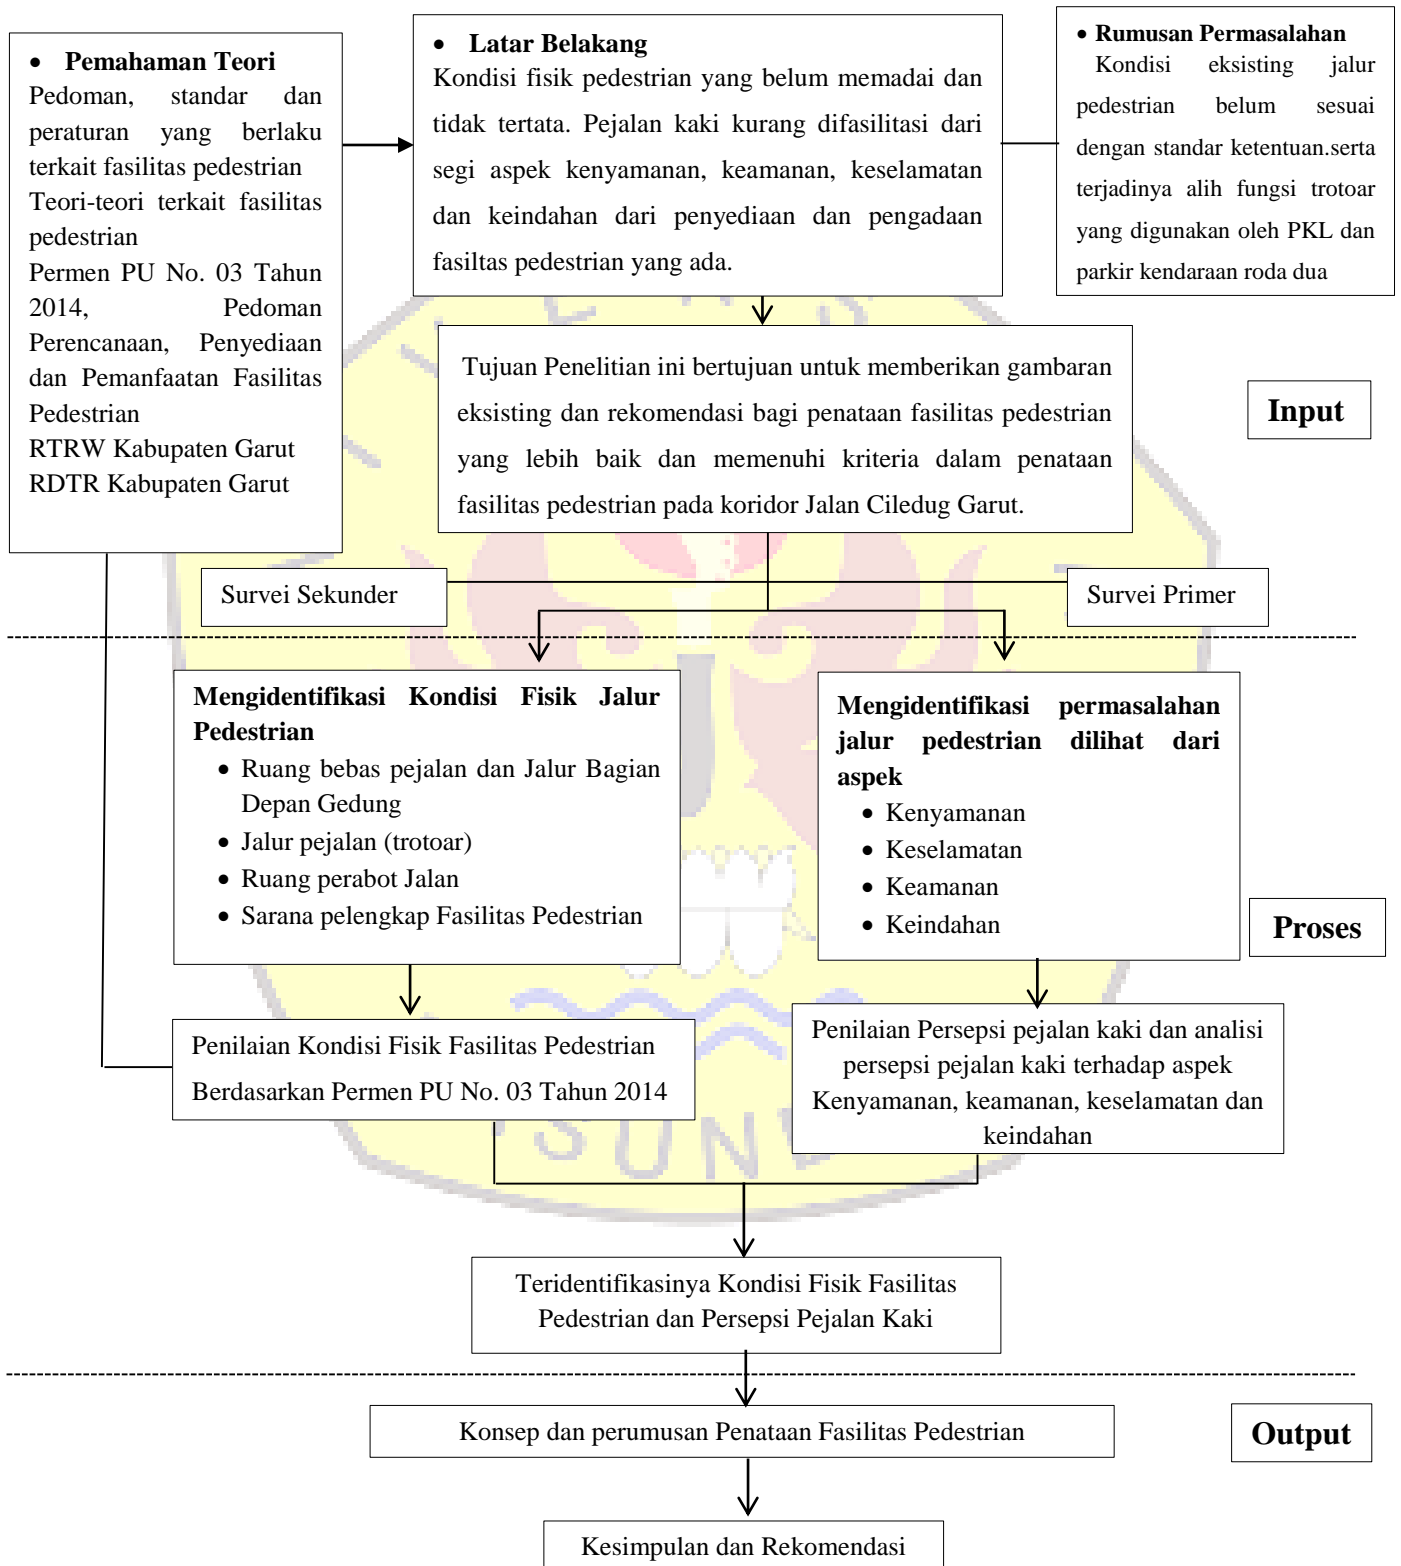 • Pemahaman Teori
Pedoman, standar dan
peraturan yang berlaku
terkait fasilitas pedestrian
Teori-teori terkait fasilitas
pedestrian
Permen PU No. 03 Tahun
2014, Pedoman
Perencanaan, Penyediaan
dan Pemanfaatan Fasilitas
Pedestrian
RTRW Kabupaten Garut
RDTR Kabupaten Garut
• Latar Belakang
Kondisi fisik pedestrian yang belum memadai dan
tidak tertata. Pejalan kaki kurang difasilitasi dari
segi aspek kenyamanan, keamanan, keselamatan
dan keindahan dari penyediaan dan pengadaan
fasiltas pedestrian yang ada.
• Rumusan Permasalahan
Kondisi eksisting jalur
pedestrian belum sesuai
dengan standar ketentuan.serta
terjadinya alih fungsi trotoar
yang digunakan oleh PKL dan
parkir kendaraan roda dua
Tujuan Penelitian ini bertujuan untuk memberikan gambaran
eksisting dan rekomendasi bagi penataan fasilitas pedestrian
yang lebih baik dan memenuhi kriteria dalam penataan
fasilitas pedestrian pada koridor Jalan Ciledug Garut.
Input
Survei Sekunder
Survei Primer
Mengidentifikasi Kondisi Fisik Jalur
Pedestrian
• Ruang bebas pejalan dan Jalur Bagian
Depan Gedung
• Jalur pejalan (trotoar)
• Ruang perabot Jalan
• Sarana pelengkap Fasilitas Pedestrian
Mengidentifikasi permasalahan
jalur pedestrian dilihat dari
aspek
• Kenyamanan
• Keselamatan
• Keamanan
• Keindahan
Proses
Penilaian Kondisi Fisik Fasilitas Pedestrian
Berdasarkan Permen PU No. 03 Tahun 2014
Penilaian Persepsi pejalan kaki dan analisi
persepsi pejalan kaki terhadap aspek
Kenyamanan, keamanan, keselamatan dan
keindahan
Teridentifikasinya Kondisi Fisik Fasilitas
Pedestrian dan Persepsi Pejalan Kaki
Konsep dan perumusan Penataan Fasilitas Pedestrian
Output
Kesimpulan dan Rekomendasi